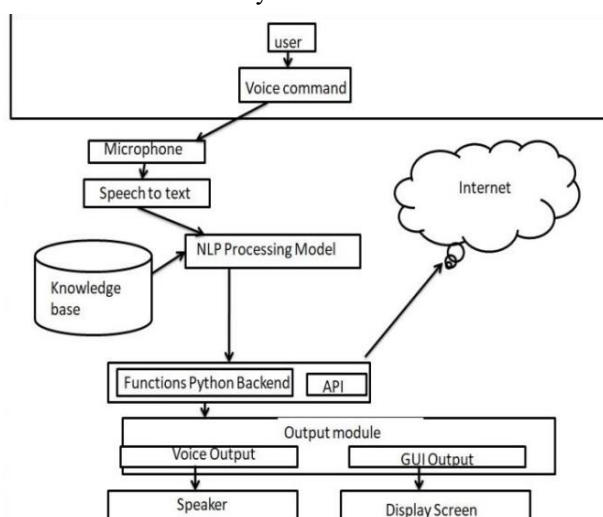 user
Voice command
Microphone
Speech to text
Internet
NLP Processing Model
Knowledge
base
Functions Python Backend
API
Output module
Voice Output
GUI Output
Speaker
Display Screen